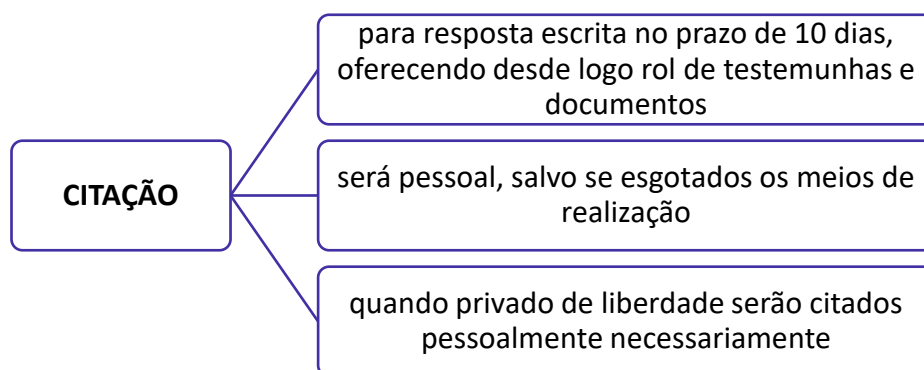 CITAÇÃO
para resposta escrita no prazo de 10 dias,
oferecendo desde logo rol de testemunhas e
documentos
será pessoal, salvo se esgotados os meios de
realização
quando privado de liberdade serão citados
pessoalmente necessariamente